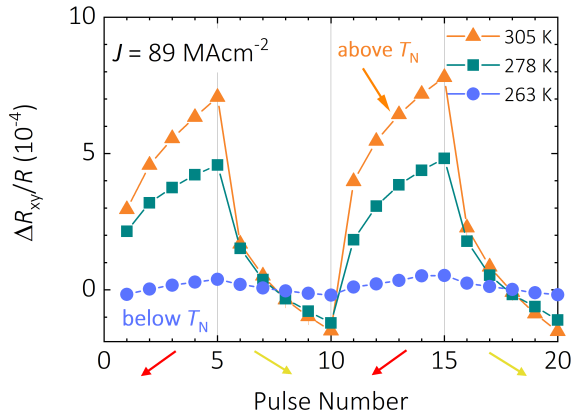 J = 89 MAcm-2
above TN
305 K
278 K
263 K
10
5
0
below TN
ΔRxy/R (10-4)
0 5 10 15 20
Pulse Number